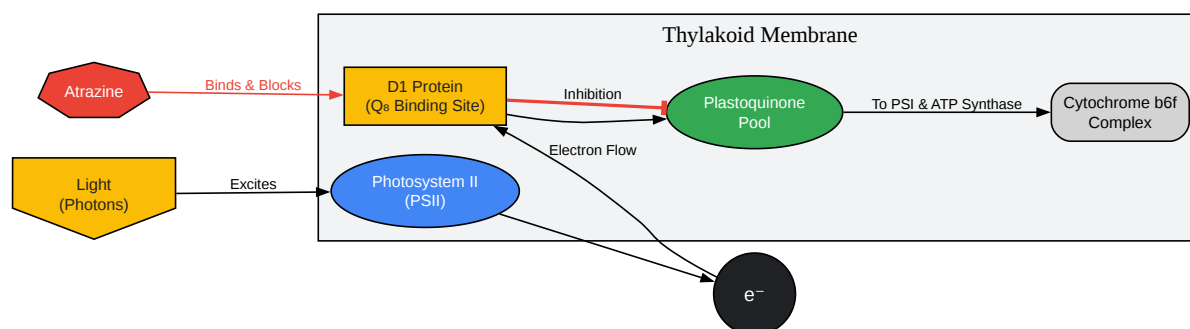 Thylakoid Membrane
Atrazine
Binds & Blocks
D1 Protein
(Q₈ Binding Site)
Inhibition
Plastoquinone
Pool
To PSI & ATP Synthase
Cytochrome b6f
Complex
Electron Flow
Light
(Photons)
Excites
Photosystem II
(PSII)
e⁻